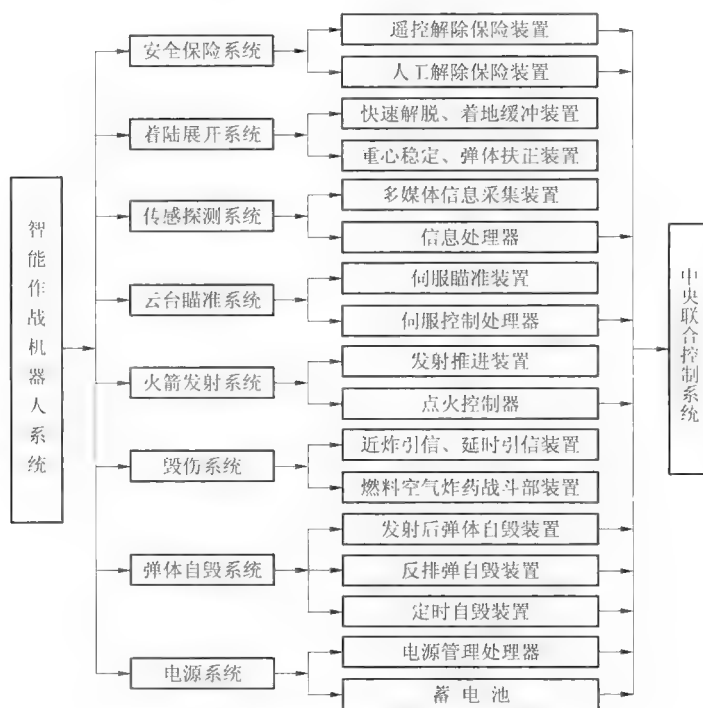 智能作战机器人系统
安全保险系统
遥控解除保险装置
人工解除保险装置
着陆展开系统
快速解脱、着地缓冲装置
重心稳定、弹体扶正装置
传感探测系统
多媒体信息采集装置
信息处理器
云台瞄准系统
伺服瞄准装置
伺服控制处理器
火箭发射系统
发射推进装置
点火控制器
毁伤系统
近炸引信、延时引信装置
燃料空气炸药战斗部装置
弹体自毁系统
发射后弹体自毁装置
反排弹自毁装置
定时自毁装置
电源系统
电源管理处理器
蓄电池
中央联合控制系统